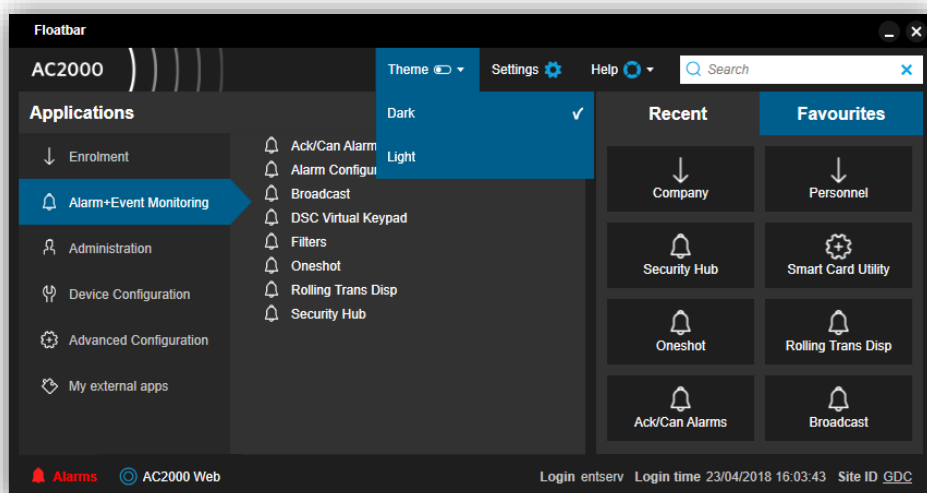 Floatbar
AC2000
Theme
Settings
Help
Search
Applications
Dark
Light
Recent
Favourites
Enrolment
Alarm+Event Monitoring
Administration
Device Configuration
Advanced Configuration
My external apps
Ack/Can Alarm
Alarm Configu
Broadcast
DSC Virtual Keypad
Filters
Oneshot
Rolling Trans Disp
Security Hub
Company
Personnel
Security Hub
Smart Card Utility
Oneshot
Rolling Trans Disp
Ack/Can Alarms
Broadcast
Alarms
AC2000 Web
Login entserv Login time 23/04/2018 16:03:43 Site ID GDC